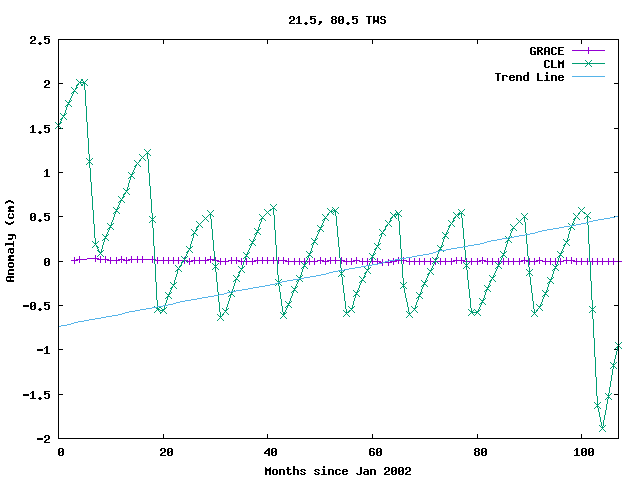 21.5, 80.5 TWS
GRACE
CLM
Trend Line
2.5
2
1.5
1
0.5
0
-0.5
-1
-1.5
-2
Anomaly (cm)
0 20 40 60 80 100
Months since Jan 2002